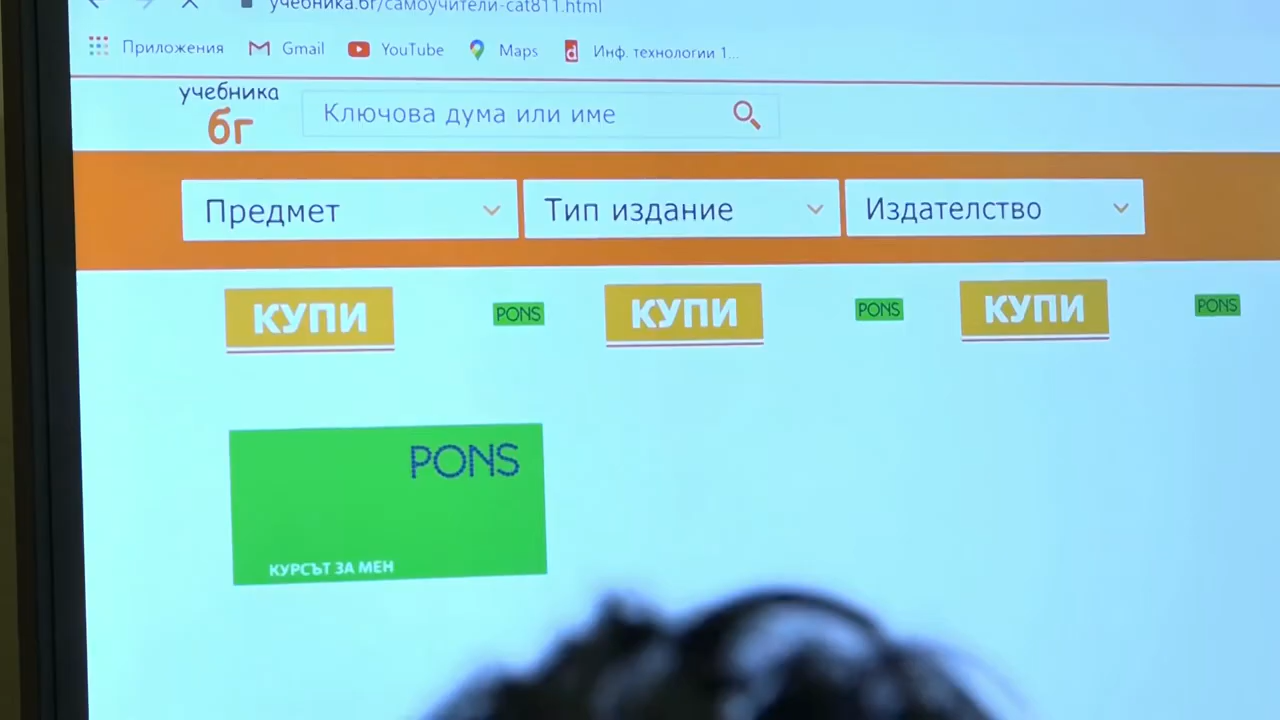 учебника.бг/самоучители-cat811.html
Приложения Gmail YouTube Maps Инф. технологии 1...
учебника
бг
Ключова дума или име
Предмет Тип издание Издателство
КУПИ PONS КУПИ PONS КУПИ PONS
PONS
КУРСЪТ ЗА МЕН